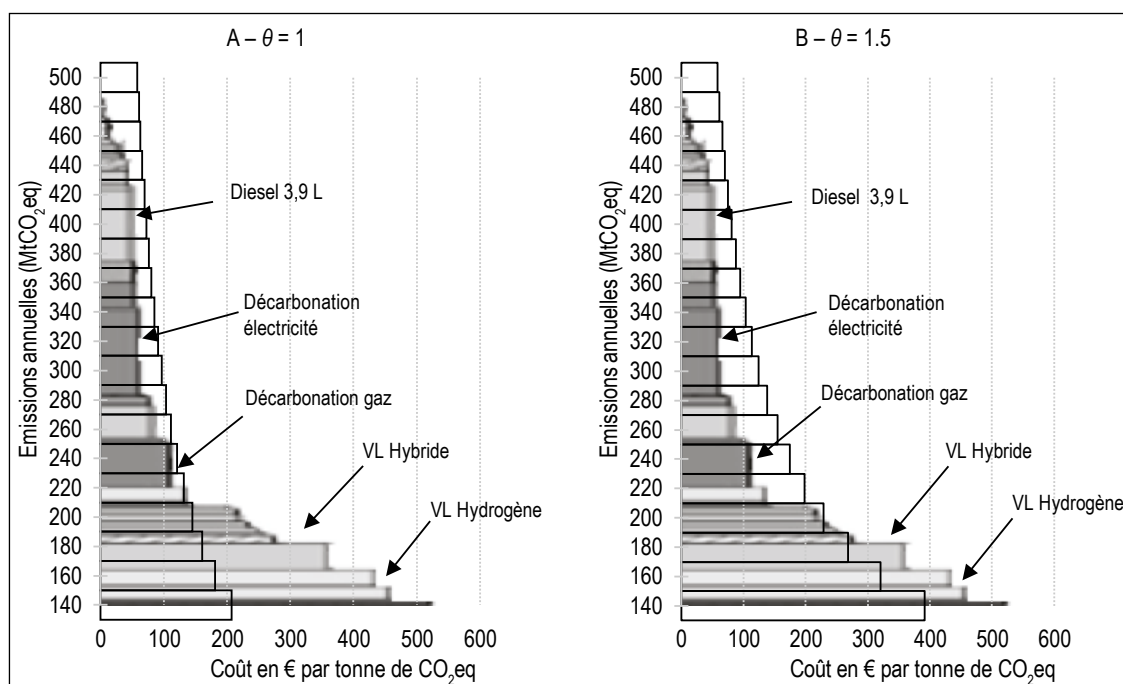 A – θ = 1
500
480
460
440
420
400
380
360
340
320
300
280
260
240
220
200
180
160
140
Emissions annuelles (MtCO₂eq)
Diesel 3,9 L
Décarbonation
électricité
Décarbonation gaz
VL Hybride
VL Hydrogène
0 100 200 300 400 500 600
Coût en € par tonne de CO₂eq
B – θ = 1.5
500
480
460
440
420
400
380
360
340
320
300
280
260
240
220
200
180
160
140
Emissions annuelles (MtCO₂eq)
Diesel 3,9 L
Décarbonation
électricité
Décarbonation gaz
VL Hybride
VL Hydrogène
0 100 200 300 400 500 600
Coût en € par tonne de CO₂eq